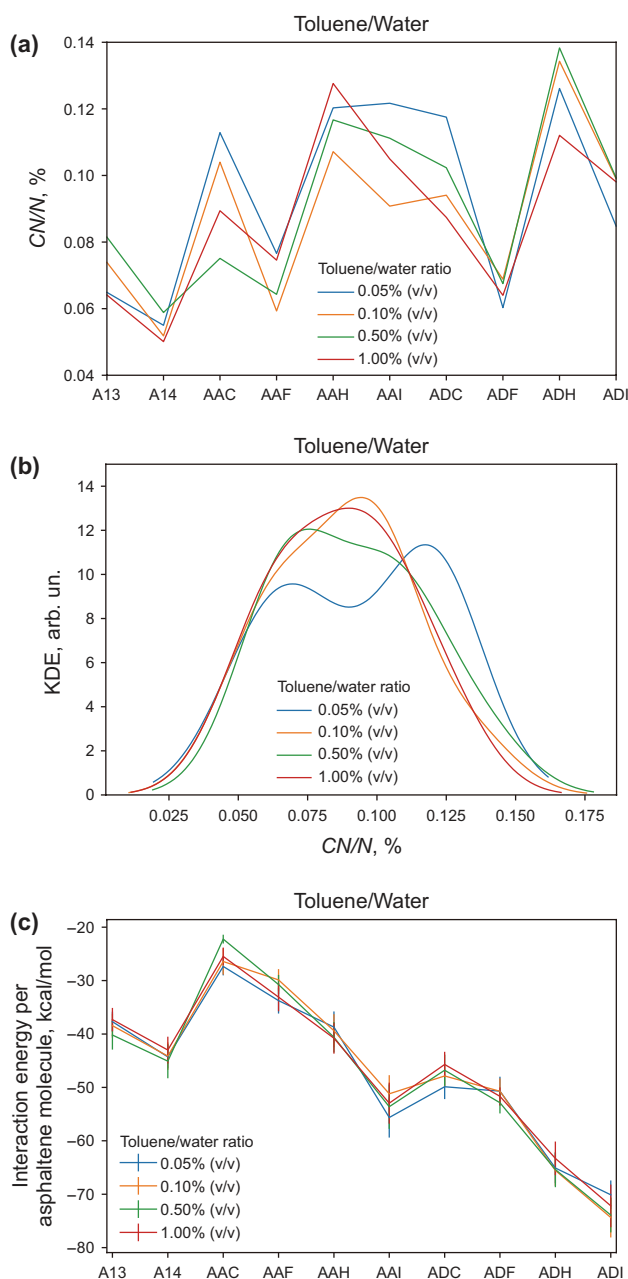 (a)
Toluene/Water
CN/N, %
0.14
0.12
0.10
0.08
0.06
0.04
Toluene/water ratio
0.05% (v/v)
0.10% (v/v)
0.50% (v/v)
1.00% (v/v)
A13 A14 AAC AAF AAH AAI ADC ADF ADH ADI
(b)
Toluene/Water
KDE, arb. un.
14
12
10
8
6
4
2
0
Toluene/water ratio
0.05% (v/v)
0.10% (v/v)
0.50% (v/v)
1.00% (v/v)
0.025 0.050 0.075 0.100 0.125 0.150 0.175
CN/N, %
(c)
Toluene/Water
Interaction energy per
asphaltene molecule, kcal/mol
−20
−30
−40
−50
−60
−70
−80
Toluene/water ratio
0.05% (v/v)
0.10% (v/v)
0.50% (v/v)
1.00% (v/v)
A13 A14 AAC AAF AAH AAI ADC ADF ADH ADI